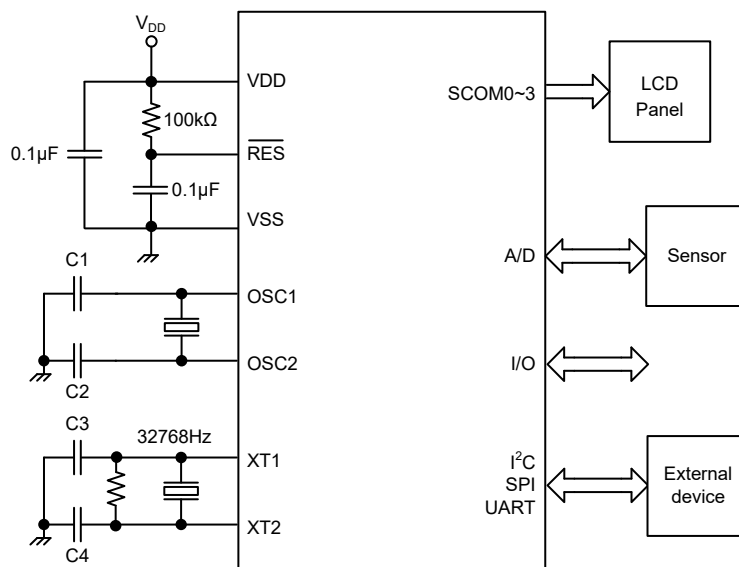 V_DD
VDD
SCOM0~3
LCD
Panel
100kΩ
RES
0.1µF
0.1µF
VSS
C1
A/D
Sensor
OSC1
I/O
OSC2
C2
C3
32768Hz
XT1
I²C
SPI
UART
External
device
XT2
C4